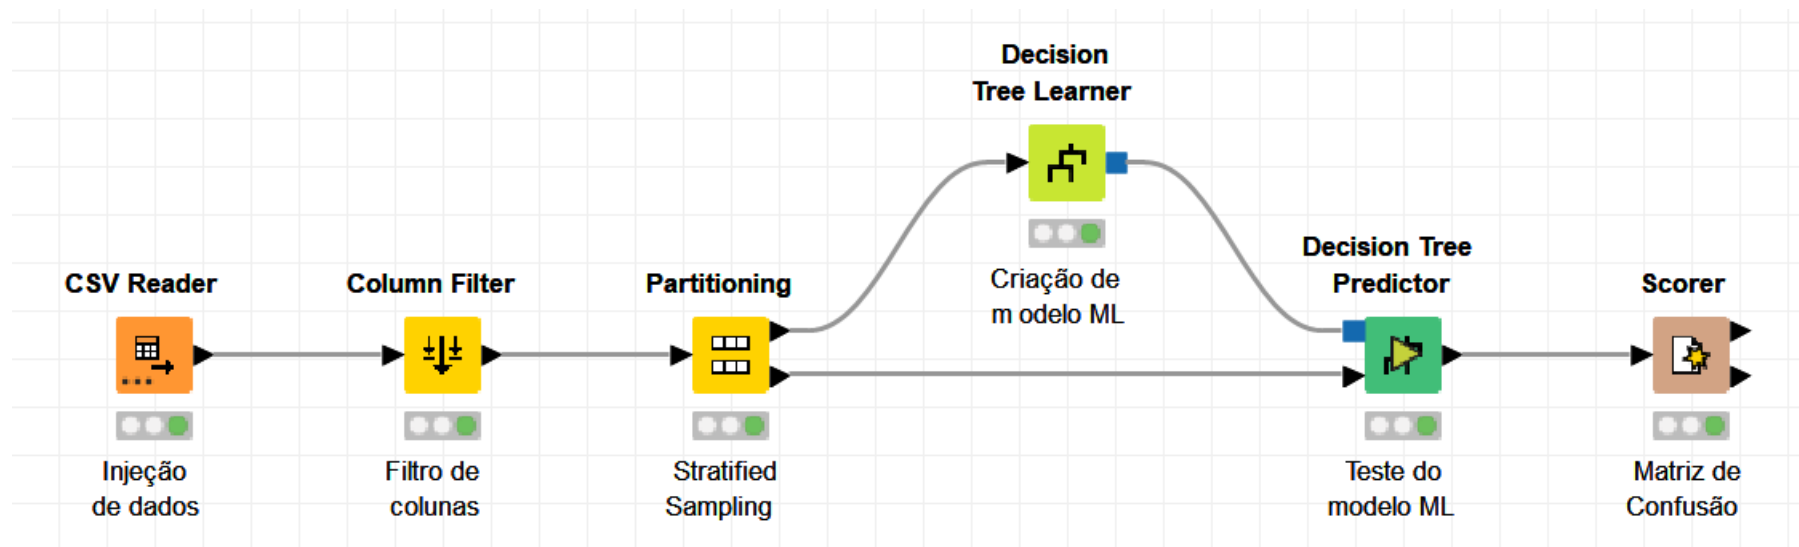 Decision
Tree Learner
Criação de
m odelo ML
CSV Reader
Injeção
de dados
Column Filter
Filtro de
colunas
Partitioning
Stratified
Sampling
Decision Tree
Predictor
Teste do
modelo ML
Scorer
Matriz de
Confusão